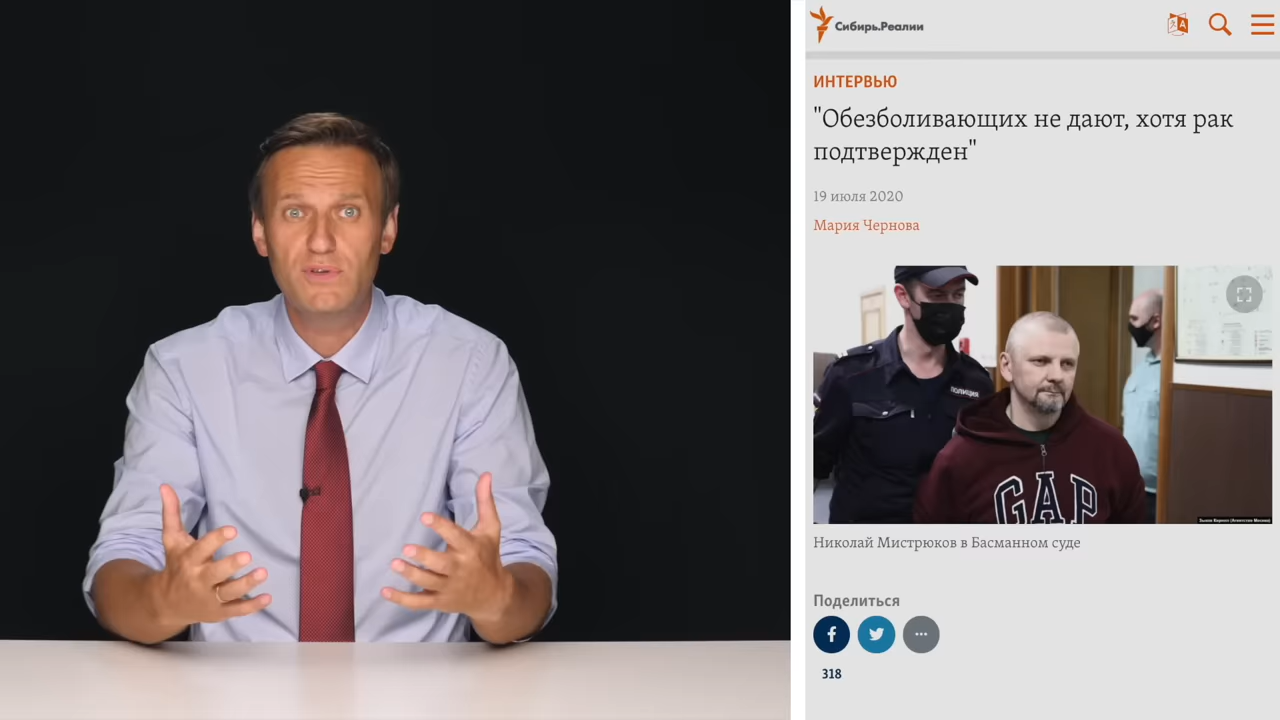 Сибирь.Реалии
ИНТЕРВЬЮ
"Обезболивающих не дают, хотя рак
подтвержден"
19 июля 2020
Мария Чернова
ПОЛИЦИЯ
GAP
Николай Мистрюков в Басманном суде
Поделиться
318